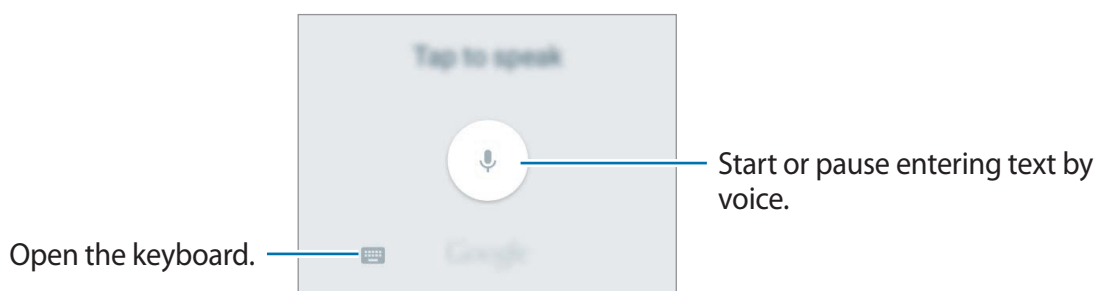 Tap to speak
Start or pause entering text by
voice.
Open the keyboard.
Google